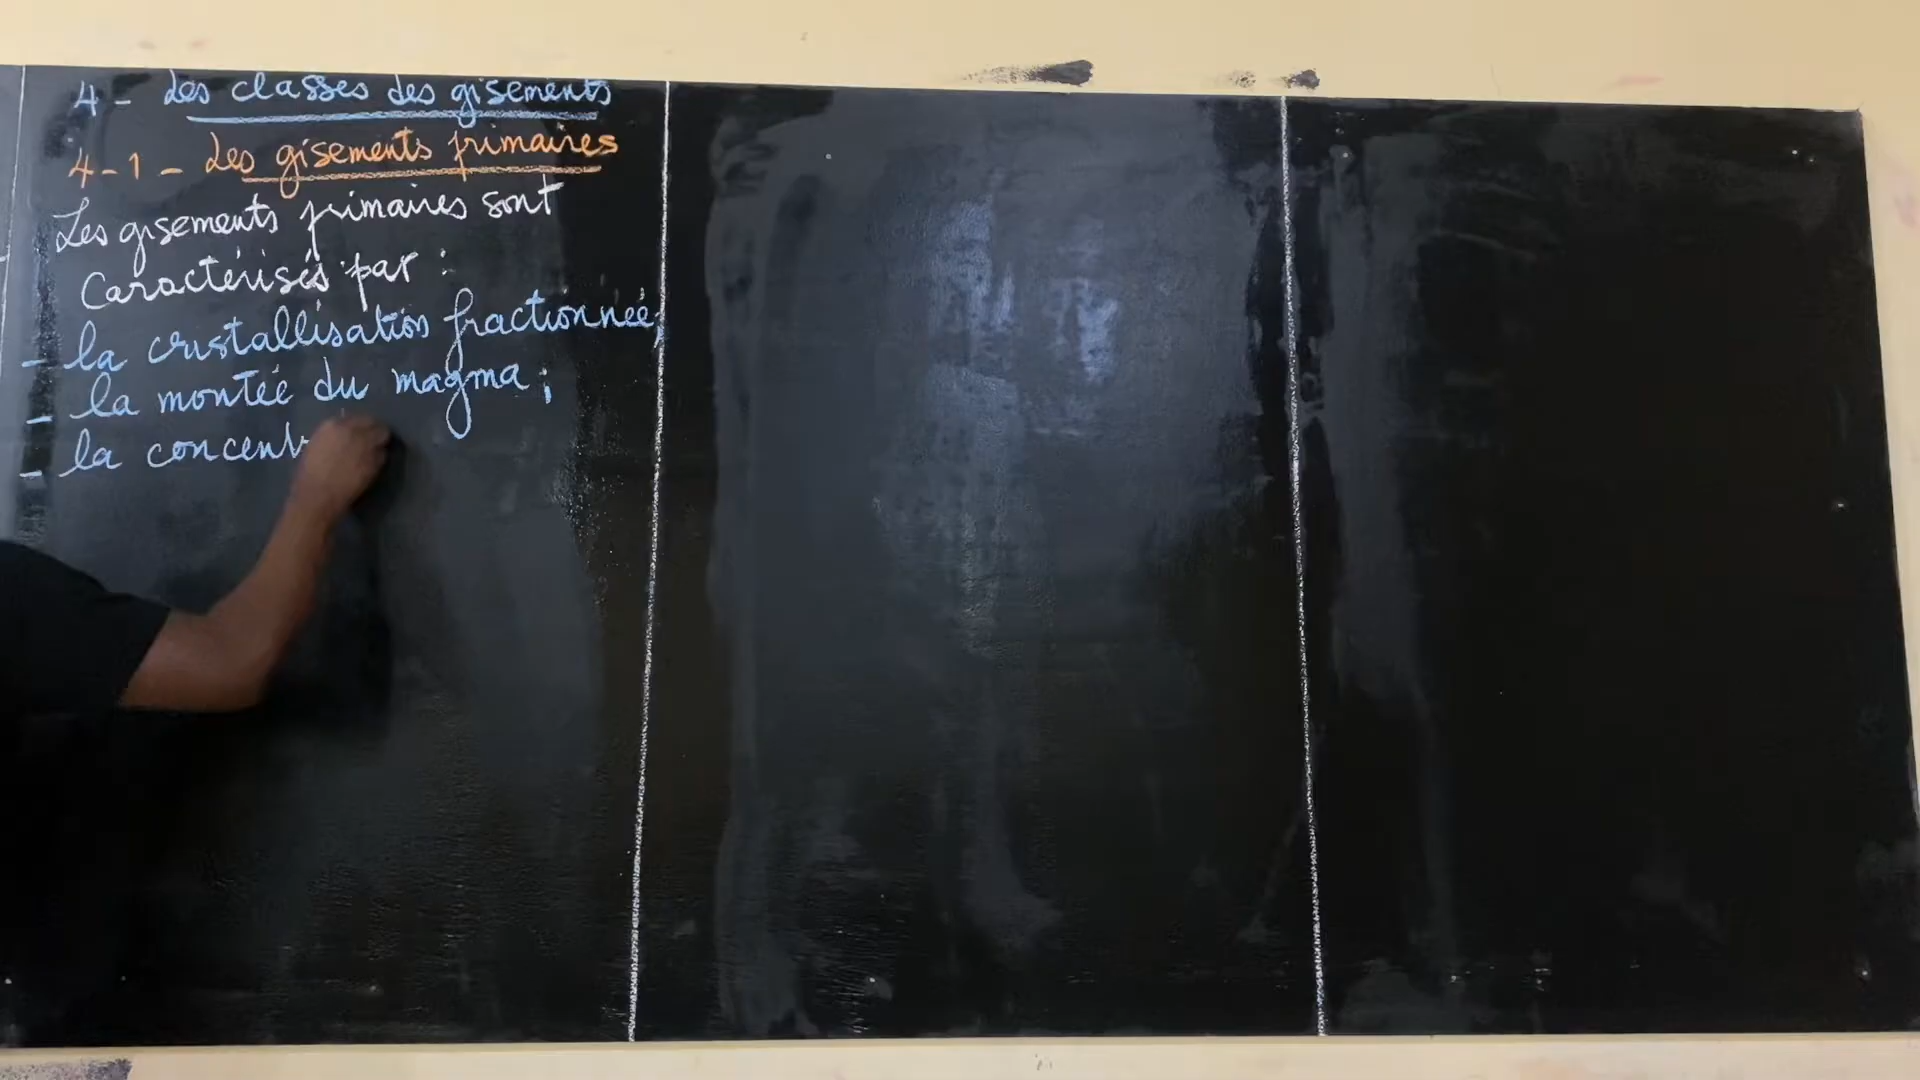 4 - Les classes des gisements
4-1 - Les gisements primaires
Les gisements primaires sont
Caractérisés par :
- la cristallisation fractionnée;
- la montée du magma ;
- la concent